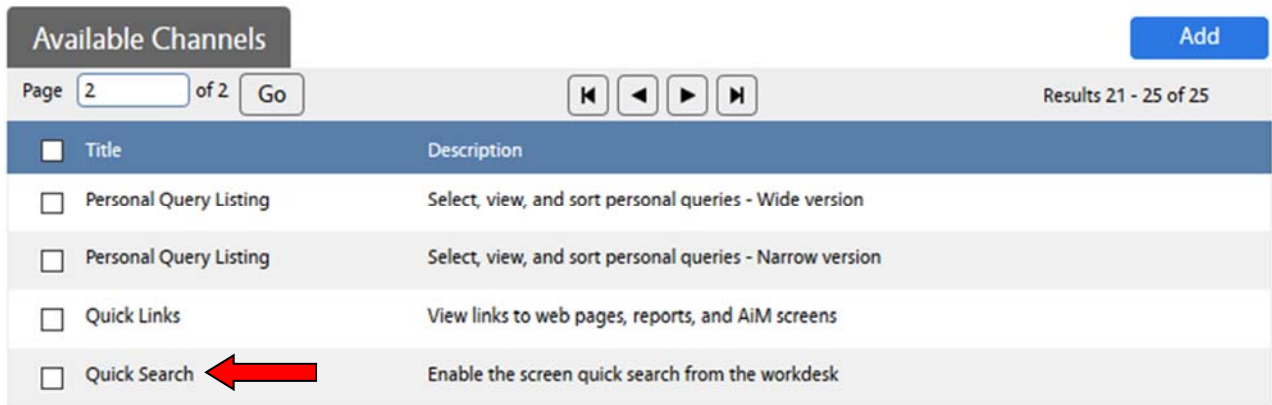 Available Channels
Add
Page 2 of 2 Go
Results 21 - 25 of 25
Title Description
Personal Query Listing Select, view, and sort personal queries - Wide version
Personal Query Listing Select, view, and sort personal queries - Narrow version
Quick Links View links to web pages, reports, and AiM screens
Quick Search Enable the screen quick search from the workdesk